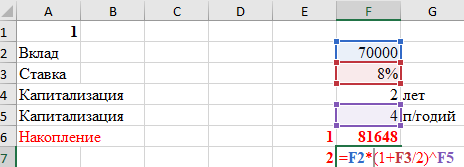 A B C D E F G
1 1
2 Вклад 70000
3 Ставка 8%
4 Капитализация 2 лет
5 Капитализация 4 п/годий
6 Накопление 1 81648
7 2 =F2*(1+F3/2)^F5